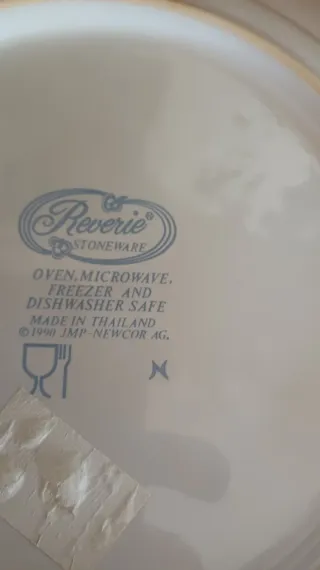 Reverie®
STONEWARE
OVEN, MICROWAVE,
FREEZER AND
DISHWASHER SAFE
MADE IN THAILAND
©1990 JMP-NEWCOR AG.